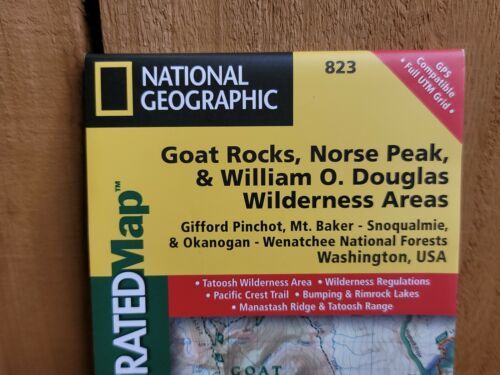 NATIONAL
GEOGRAPHIC
823
GPS
Compatible
• Full UTM Grid •
Goat Rocks, Norse Peak,
& William O. Douglas
Wilderness Areas
Gifford Pinchot, Mt. Baker - Snoqualmie,
& Okanogan - Wenatchee National Forests
Washington, USA
• Tatoosh Wilderness Area • Wilderness Regulations
• Pacific Crest Trail • Bumping & Rimrock Lakes
• Manastash Ridge & Tatoosh Range
RATEDMap™
GOAT